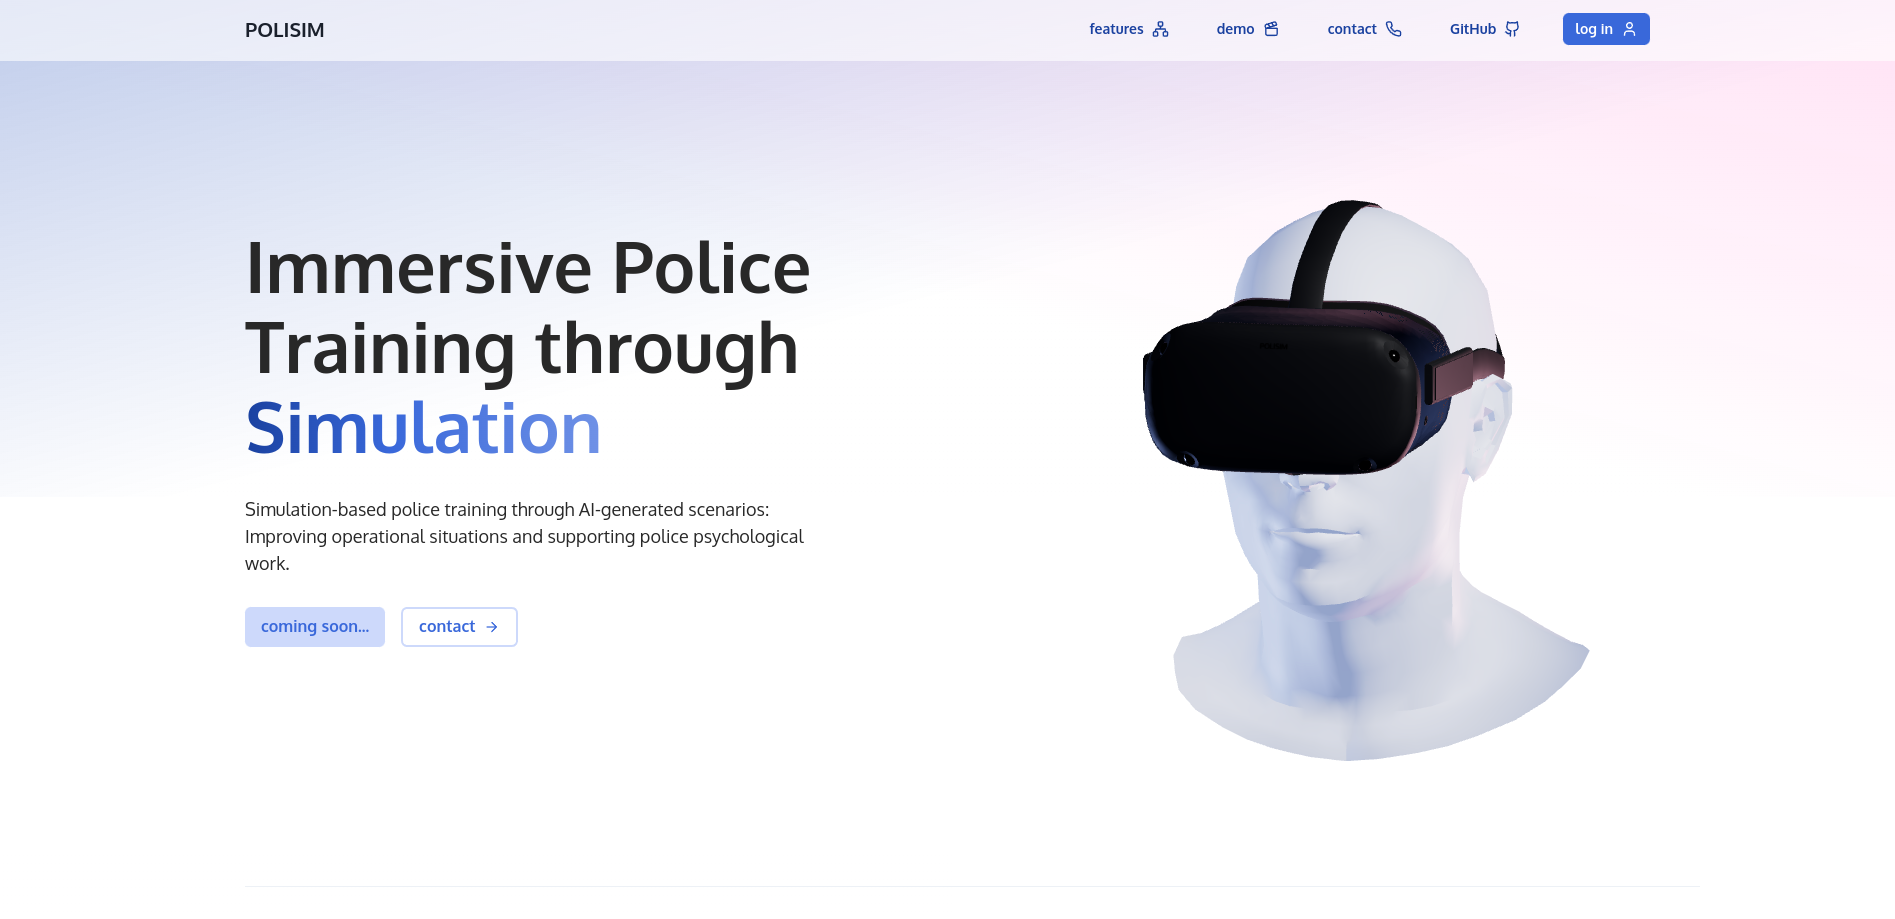 POLISIM
features
demo
contact
GitHub
log in
Immersive Police
Training through
Simulation
Simulation-based police training through AI-generated scenarios:
Improving operational situations and supporting police psychological
work.
coming soon...
contact